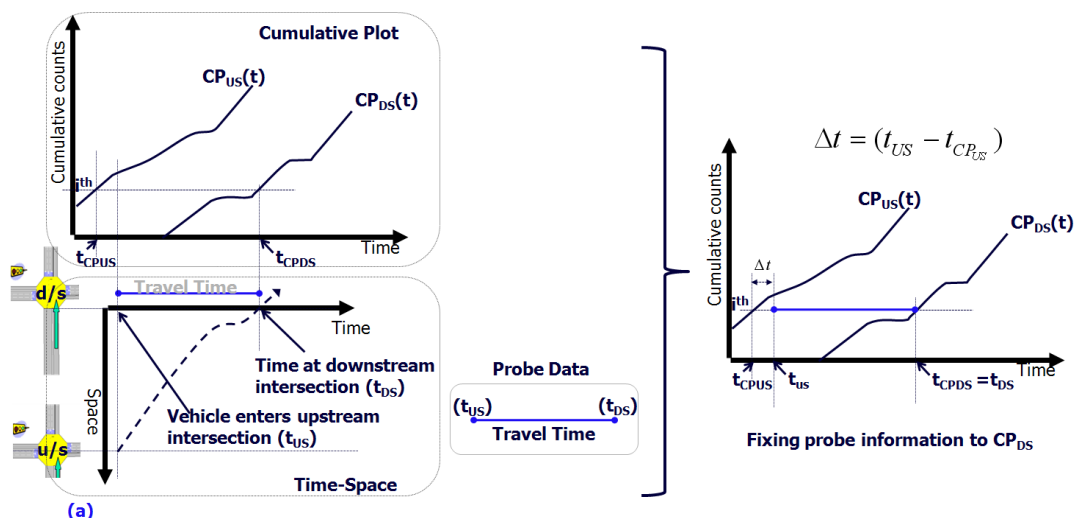 Cumulative Plot
Cumulative counts
CP_US(t)
CP_DS(t)
i^th
Time
t_CPUS
t_CPDS
d/s
u/s
Travel Time
Time
Space
Time at downstream
intersection (t_DS)
Vehicle enters upstream
intersection (t_US)
Time-Space
(a)
Probe Data
(t_US)
(t_DS)
Travel Time
Δt = (t_US − t_CP_US)
Cumulative counts
CP_US(t)
CP_DS(t)
Δt
i^th
t_CPUS
t_us
t_CPDS =t_DS
Time
Fixing probe information to CP_DS